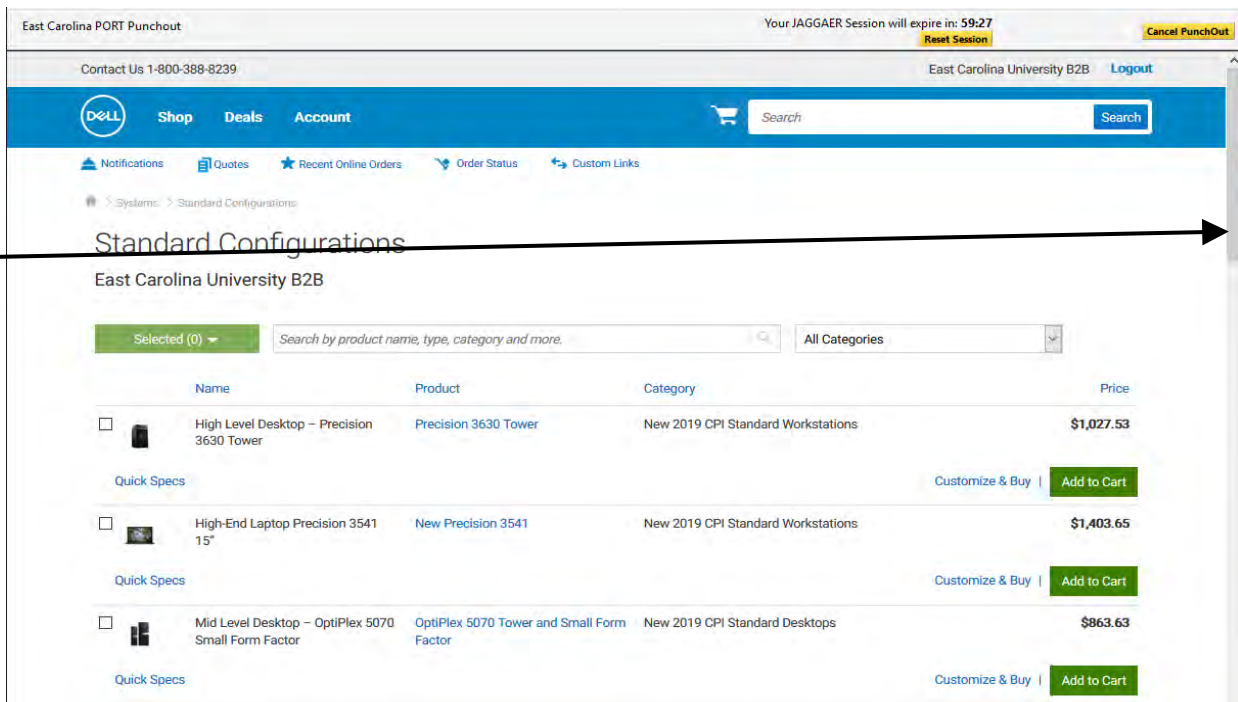 East Carolina PORT Punchout
Your JAGGAER Session will expire in: 59:27
Reset Session
Cancel PunchOut
Contact Us 1-800-388-8239
East Carolina University B2B Logout
DELL Shop Deals Account Search Search
Notifications Quotes Recent Online Orders Order Status Custom Links
> Systems > Standard Configurations
Standard Configurations
East Carolina University B2B
Selected (0) Search by product name, type, category and more. All Categories
Name Product Category Price
High Level Desktop – Precision Precision 3630 Tower New 2019 CPI Standard Workstations $1,027.53
3630 Tower
Quick Specs Customize & Buy | Add to Cart
High-End Laptop Precision 3541 New Precision 3541 New 2019 CPI Standard Workstations $1,403.65
15"
Quick Specs Customize & Buy | Add to Cart
Mid Level Desktop – OptiPlex 5070 OptiPlex 5070 Tower and Small Form New 2019 CPI Standard Desktops $863.63
Small Form Factor Factor
Quick Specs Customize & Buy | Add to Cart